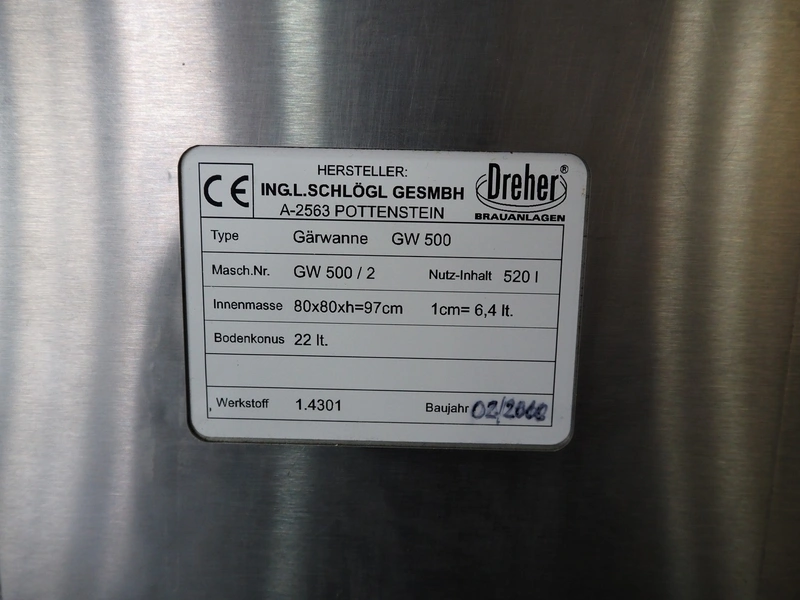 CE
HERSTELLER:
ING.L.SCHLÖGL GESMBH
A-2563 POTTENSTEIN
Dreher®
BRAUANLAGEN
Type Gärwanne GW 500
Masch.Nr. GW 500 / 2 Nutz-Inhalt 520 l
Innenmasse 80x80xh=97cm 1cm= 6,4 lt.
Bodenkonus 22 lt.
Werkstoff 1.4301 Baujahr